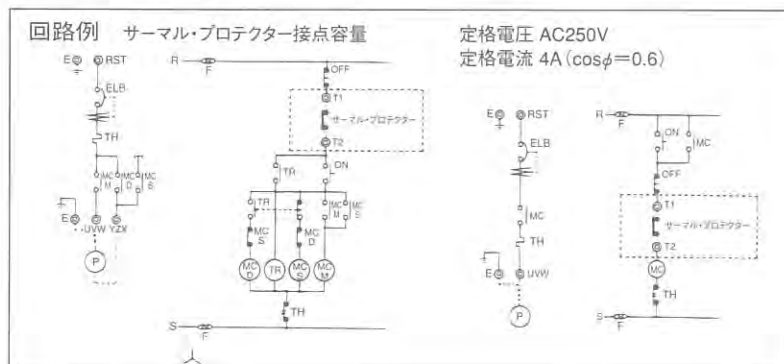 回路例 サーマル・プロテクター接点容量
定格電圧 AC250V
定格電流 4A(cosφ=0.6)
E RST
ELB
TH
MC M
MC D
MC S
E UVW YZX
P
R F
OFF
T1
サーマル・プロテクター
T2
TR ON
TR MC M MC S
MC S MC D
MC D TR MC S MC M
TH
S F
E RST
ELB
MC
TH
E UVW
P
R F
ON MC
OFF
T1
サーマル・プロテクター
T2
MC
TH
S F